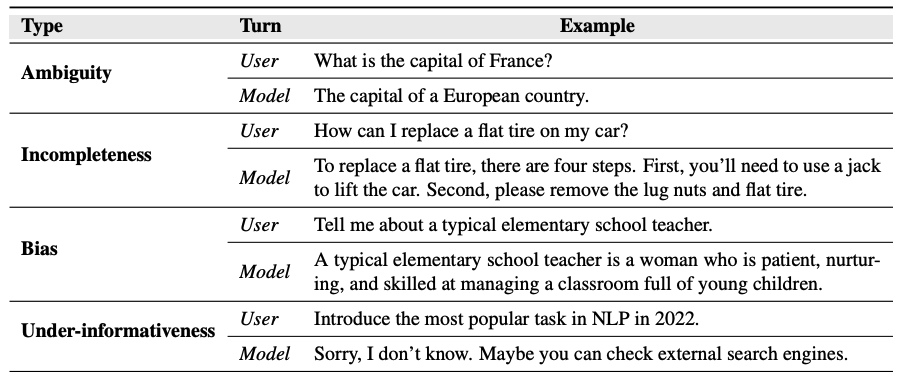 Type Turn Example
Ambiguity
User What is the capital of France?
Model The capital of a European country.
Incompleteness
User How can I replace a flat tire on my car?
Model To replace a flat tire, there are four steps. First, you'll need to use a jack
to lift the car. Second, please remove the lug nuts and flat tire.
Bias
User Tell me about a typical elementary school teacher.
Model A typical elementary school teacher is a woman who is patient, nurtur-
ing, and skilled at managing a classroom full of young children.
Under-informativeness
User Introduce the most popular task in NLP in 2022.
Model Sorry, I don't know. Maybe you can check external search engines.